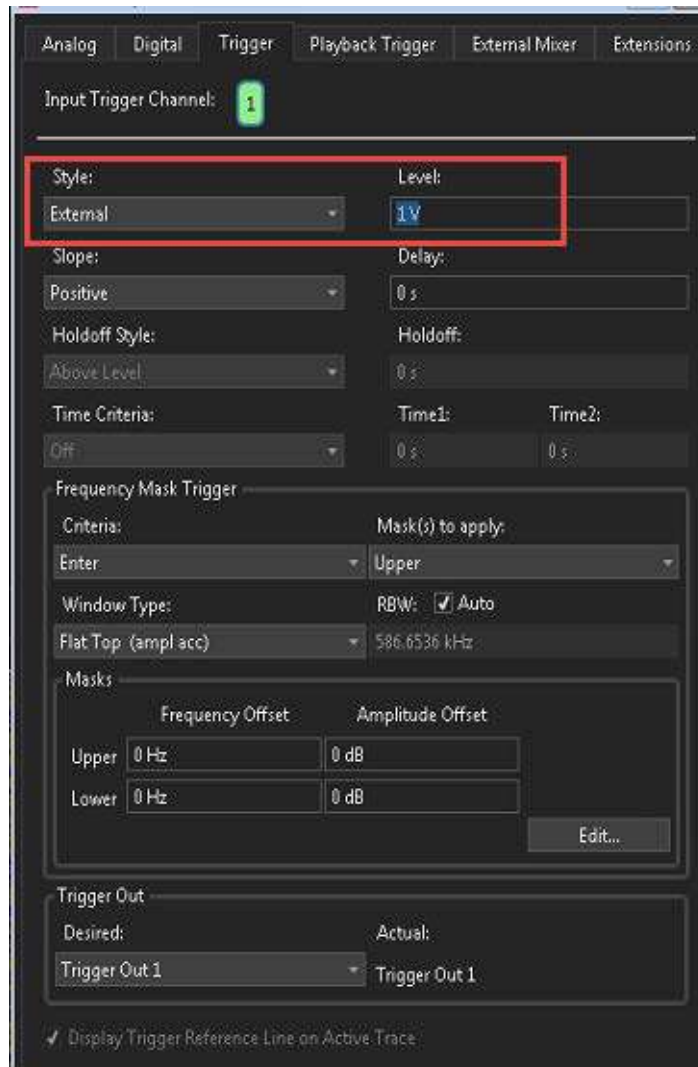 Analog Digital Trigger Playback Trigger External Mixer Extensions
Input Trigger Channel: 1
Style: Level:
External 1 V
Slope: Delay:
Positive 0 s
Holdoff Style: Holdoff:
Above Level 0 s
Time Criteria: Time1: Time2:
Off 0 s 0 s
Frequency Mask Trigger
Criteria: Mask(s) to apply:
Enter Upper
Window Type: RBW: Auto
Flat Top (ampl acc) 586.6536 kHz
Masks
Frequency Offset Amplitude Offset
Upper 0 Hz 0 dB
Lower 0 Hz 0 dB
Edit...
Trigger Out
Desired: Actual:
Trigger Out 1 Trigger Out 1
Display Trigger Reference Line on Active Trace